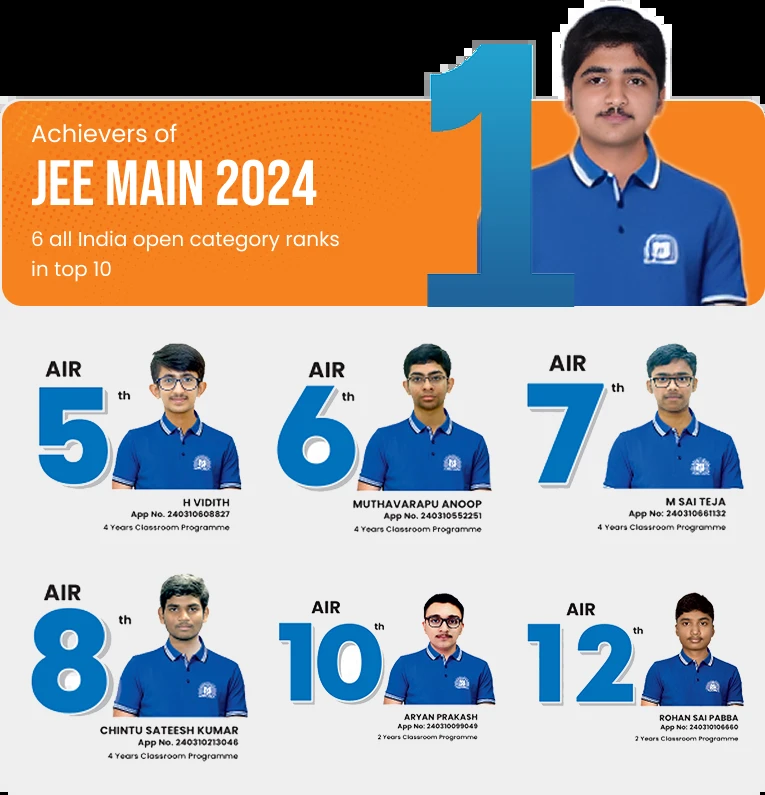 Achievers of
JEE MAIN 2024
6 all India open category ranks
in top 10
1
AIR
5th
H VIDITH
App No. 240310608827
4 Years Classroom Programme
AIR
6th
MUTHAVARAPU ANOOP
App No. 240310552251
4 Years Classroom Programme
AIR
7th
M SAI TEJA
App No: 240310661132
4 Years Classroom Programme
AIR
8th
CHINTU SATEESH KUMAR
App No. 240310213046
4 Years Classroom Programme
AIR
10th
ARYAN PRAKASH
App No: 240310099049
2 Years Classroom Programme
AIR
12th
ROHAN SAI PABBA
App No: 240310106660
2 Years Classroom Programme